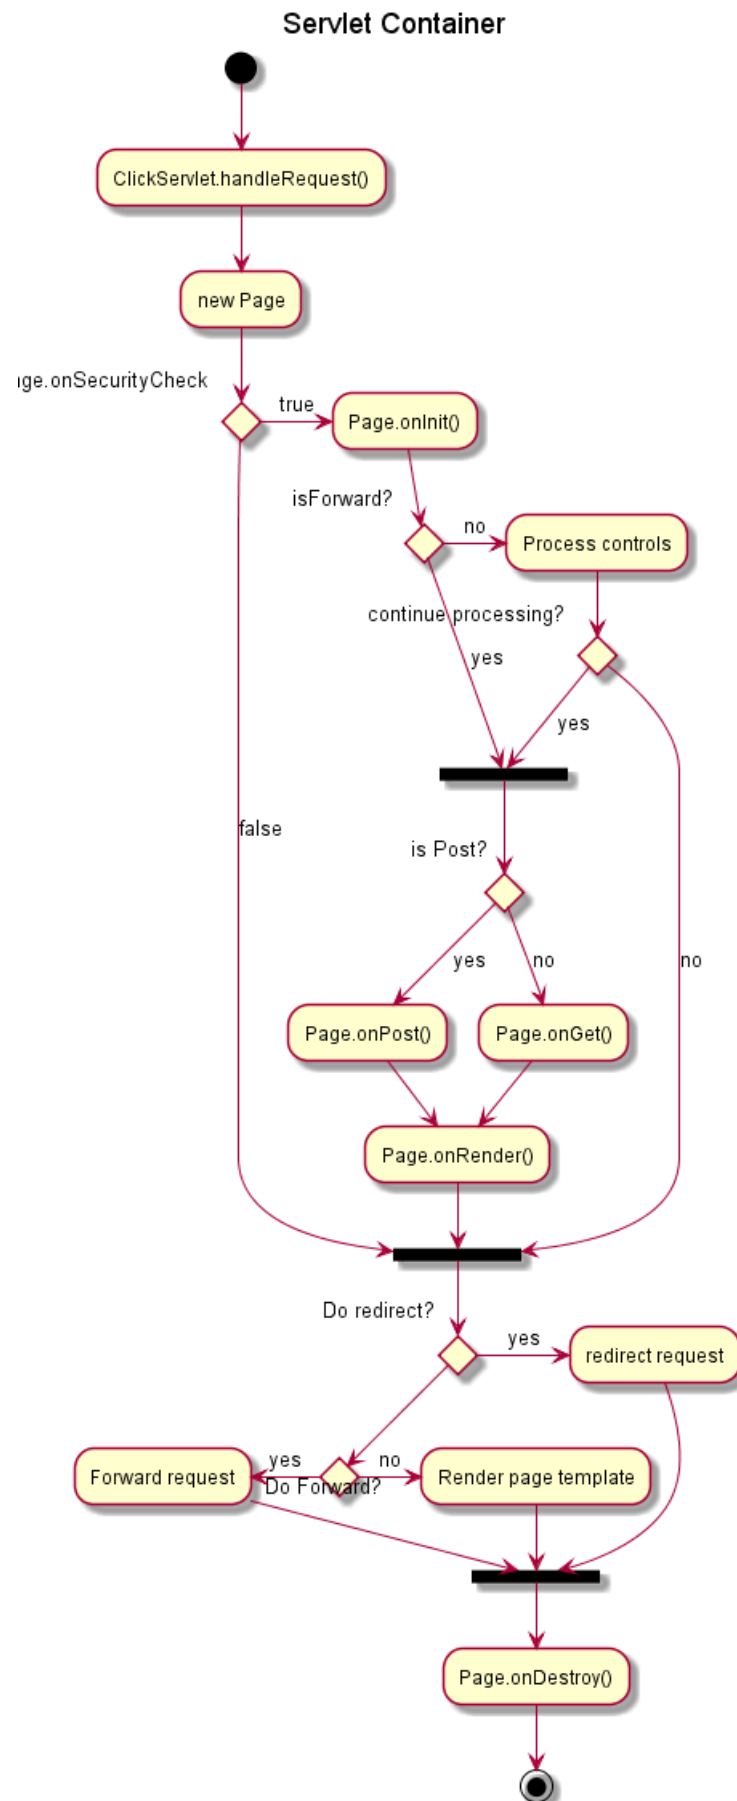 Servlet Container
ClickServlet.handleRequest()
new Page
ge.onSecurityCheck
true
Page.onInit()
isForward?
no
Process controls
continue processing?
yes
yes
false
is Post?
yes
no
no
Page.onPost()
Page.onGet()
Page.onRender()
Do redirect?
yes
redirect request
yes
no
Forward request
Do Forward?
Render page template
Page.onDestroy()